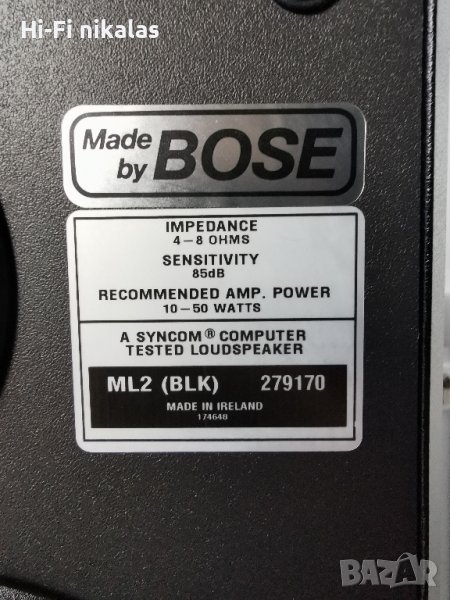 Hi-Fi nikalas
Made
by BOSE
IMPEDANCE
4-8 OHMS
SENSITIVITY
85dB
RECOMMENDED AMP. POWER
10-50 WATTS
A SYNCOM® COMPUTER
TESTED LOUDSPEAKER
ML2 (BLK) 279170
MADE IN IRELAND
174648
BAZAR